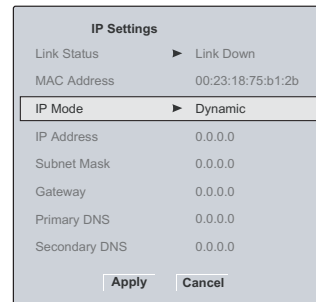 IP Settings
Link Status ► Link Down
MAC Address 00:23:18:75:b1:2b
IP Mode ► Dynamic
IP Address 0.0.0.0
Subnet Mask 0.0.0.0
Gateway 0.0.0.0
Primary DNS 0.0.0.0
Secondary DNS 0.0.0.0
Apply Cancel